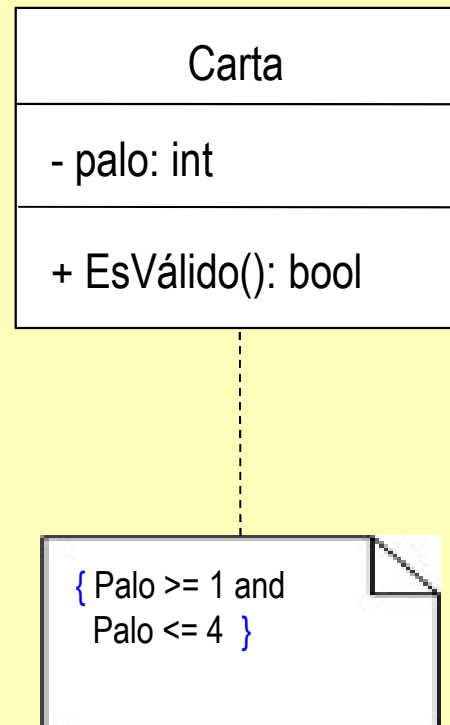 Carta
- palo: int
+ EsVálido(): bool
{ Palo >= 1 and
Palo <= 4 }